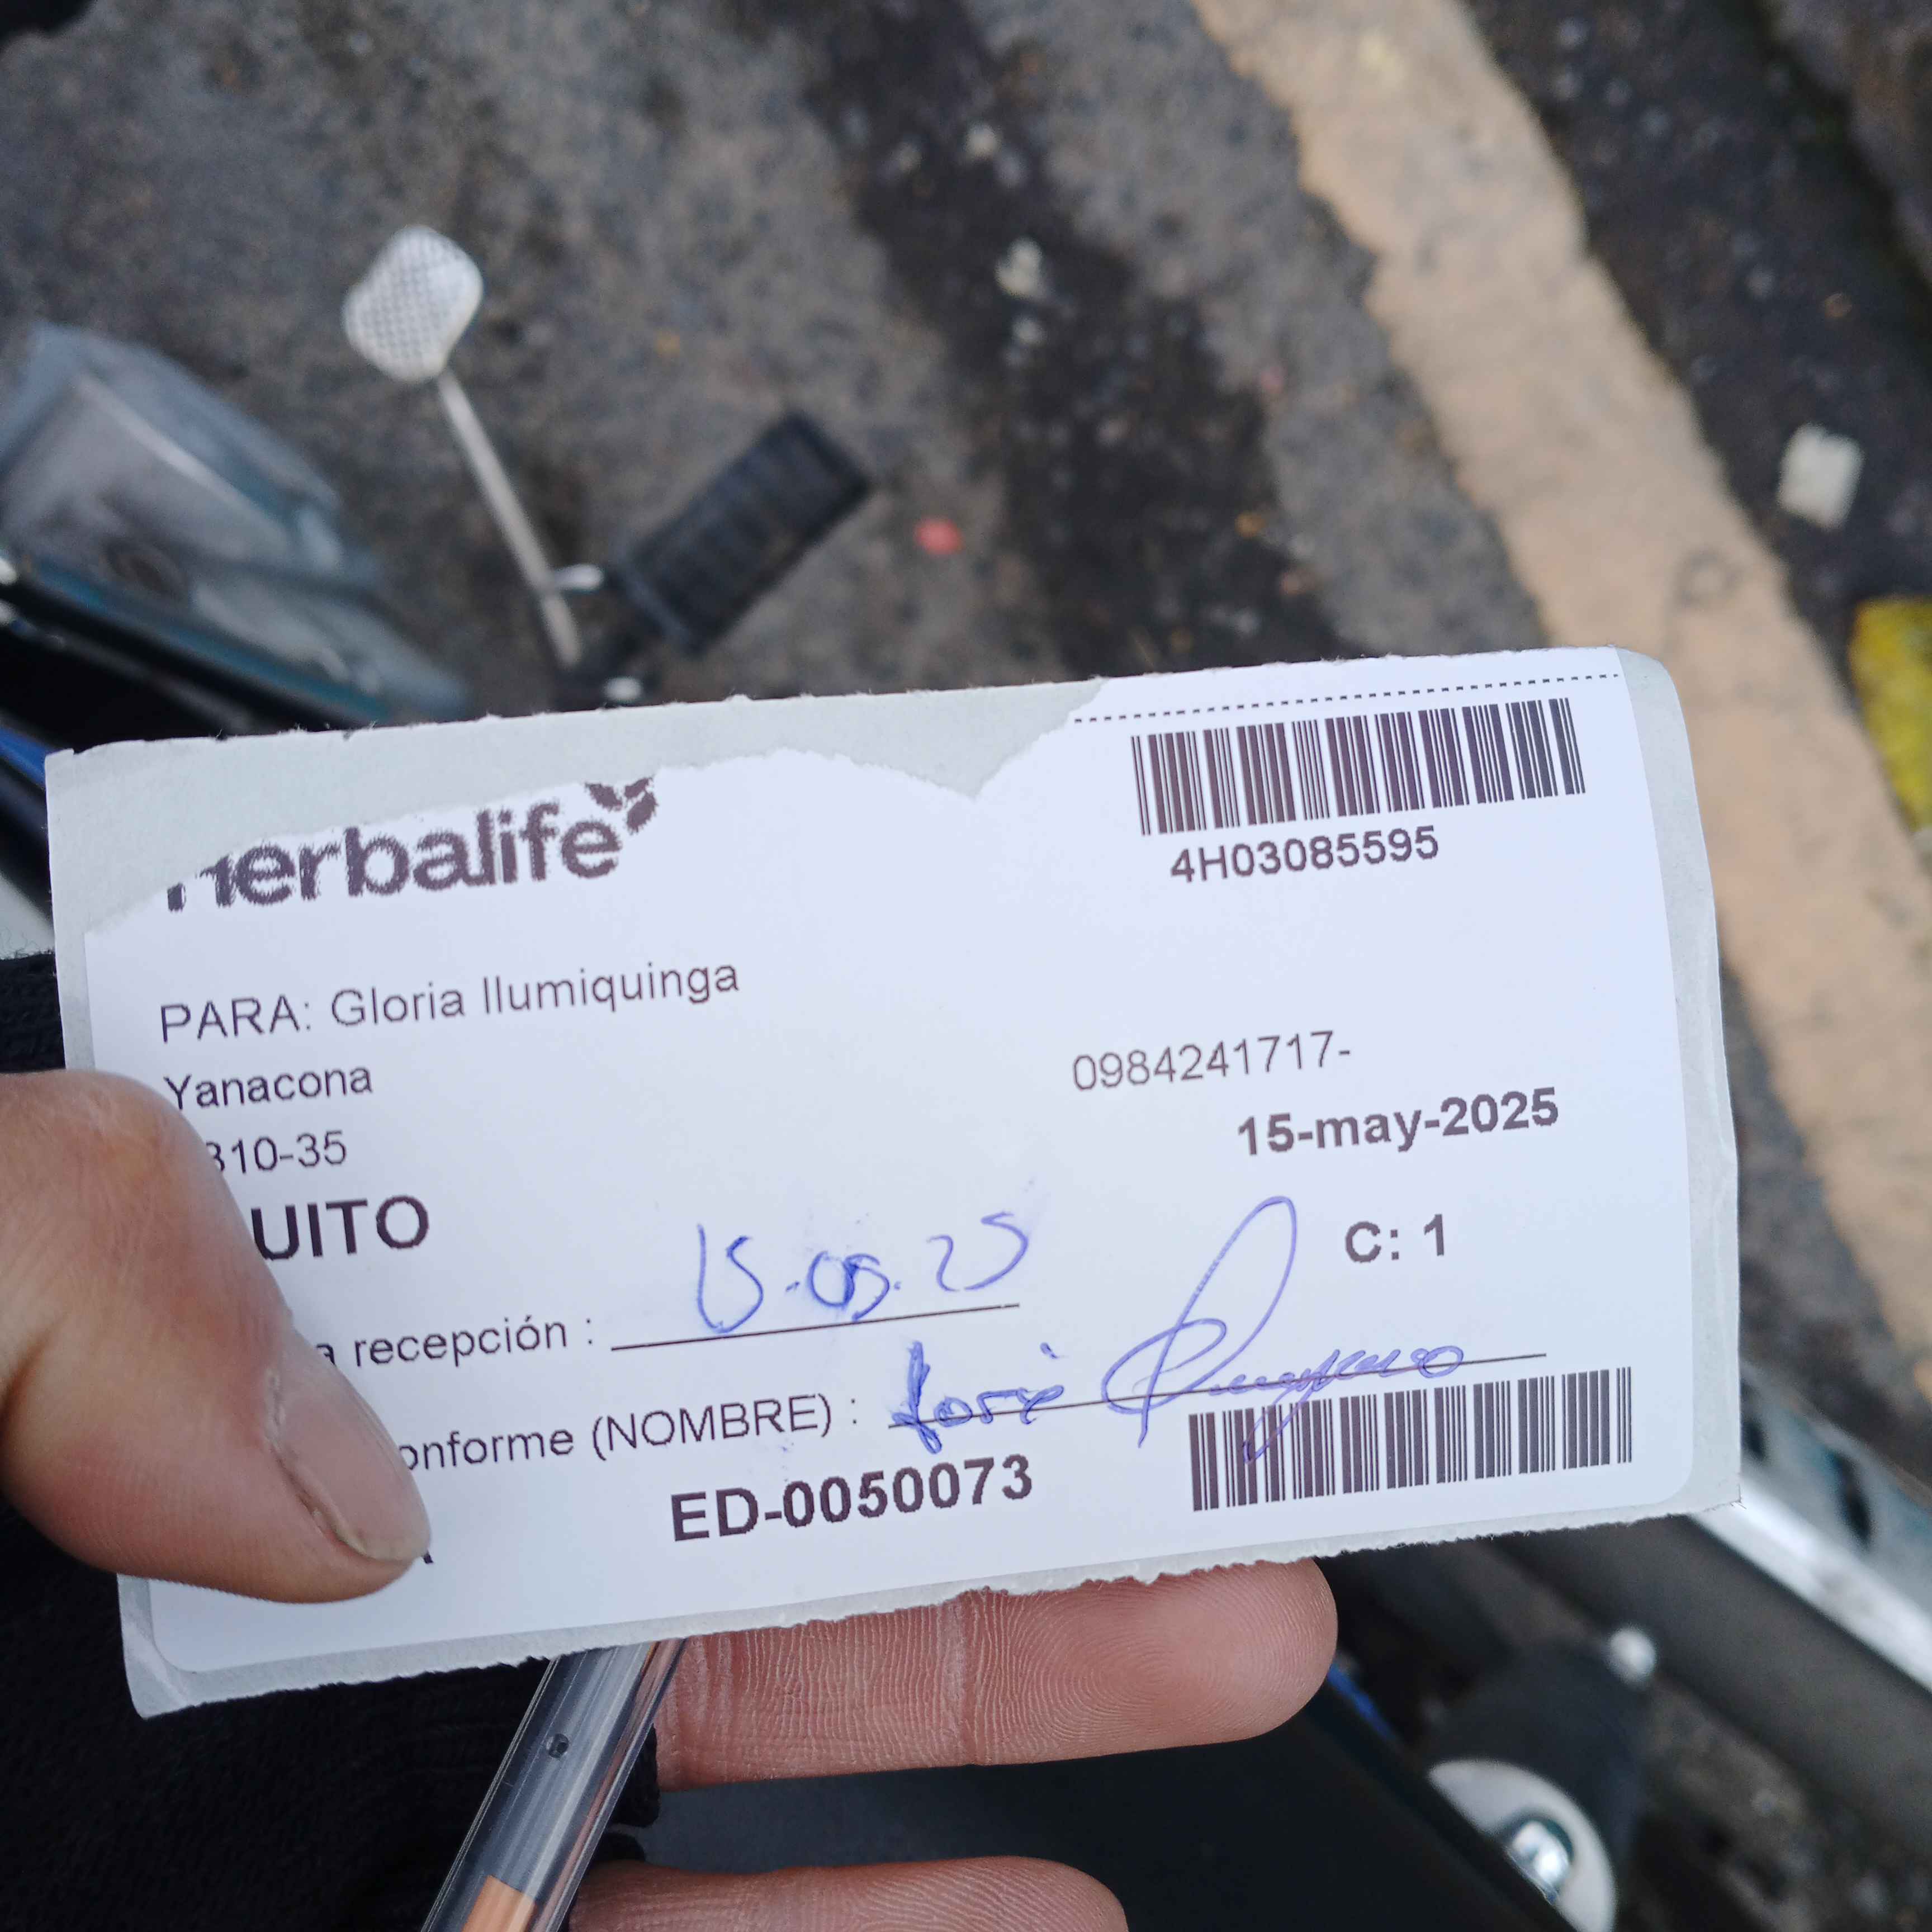 Herbalife
4H03085595
PARA: Gloria Ilumiquinga
Yanacona
0984241717-
310-35
15-may-2025
UITO
C: 1
a recepción : 15.05.25
onforme (NOMBRE) : José
ED-0050073